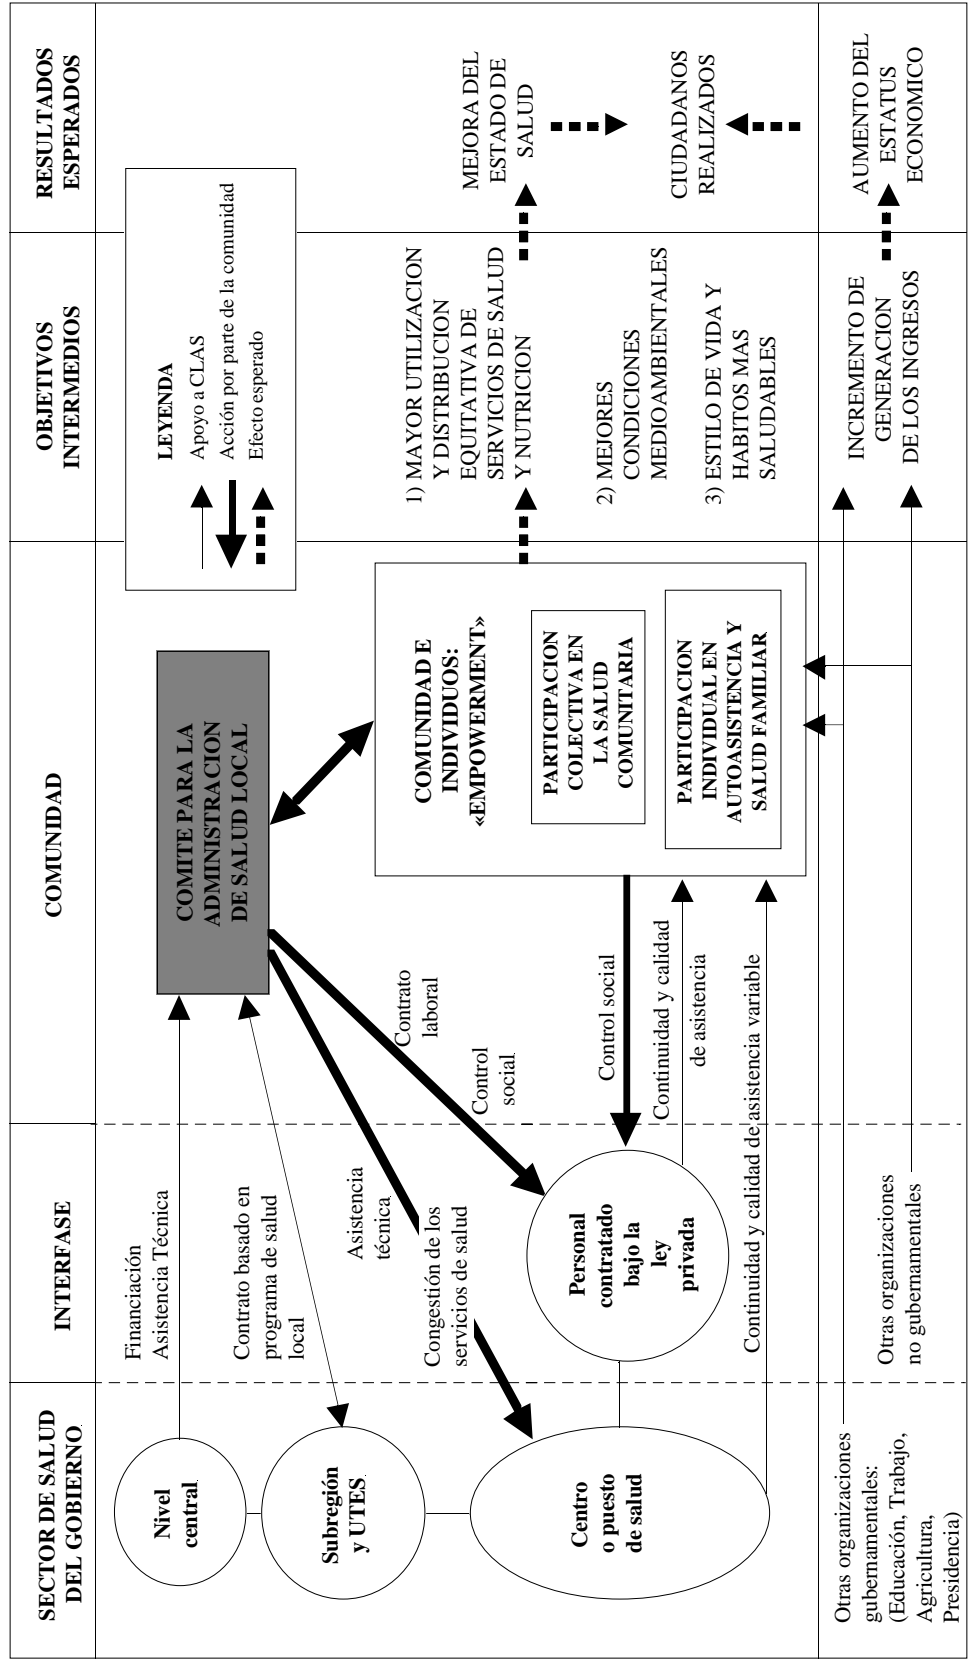 SECTOR DE SALUD
DEL GOBIERNO
INTERFASE
COMUNIDAD
OBJETIVOS
INTERMEDIOS
RESULTADOS
ESPERADOS
LEYENDA
Apoyo a CLAS
Acción por parte de la comunidad
Efecto esperado
Nivel
central
Financiación
Asistencia Técnica
COMITE PARA LA
ADMINISTRACION
DE SALUD LOCAL
Subregión
y UTES
Contrato basado en
programa de salud
local
Asistencia
técnica
Congestión de los
servicios de salud
Contrato
laboral
Control
social
Centro
o puesto
de salud
Personal
contratado
bajo la
ley
privada
Control social
Continuidad y calidad
de asistencia
Continuidad y calidad de asistencia variable
COMUNIDAD E
INDIVIDUOS:
«EMPOWERMENT»
PARTICIPACION
COLECTIVA EN
LA SALUD
COMUNITARIA
PARTICIPACION
INDIVIDUAL EN
AUTOASISTENCIA Y
SALUD FAMILIAR
1) MAYOR UTILIZACION
Y DISTRIBUCION
EQUITATIVA DE
SERVICIOS DE SALUD
Y NUTRICION
2) MEJORES
CONDICIONES
MEDIOAMBIENTALES
3) ESTILO DE VIDA Y
HABITOS MAS
SALUDABLES
MEJORA DEL
ESTADO DE
SALUD
CIUDADANOS
REALIZADOS
Otras organizaciones
gubernamentales:
(Educación, Trabajo,
Agricultura,
Presidencia)
Otras organizaciones
no gubernamentales
INCREMENTO DE
GENERACION
DE LOS INGRESOS
AUMENTO DEL
ESTATUS
ECONOMICO